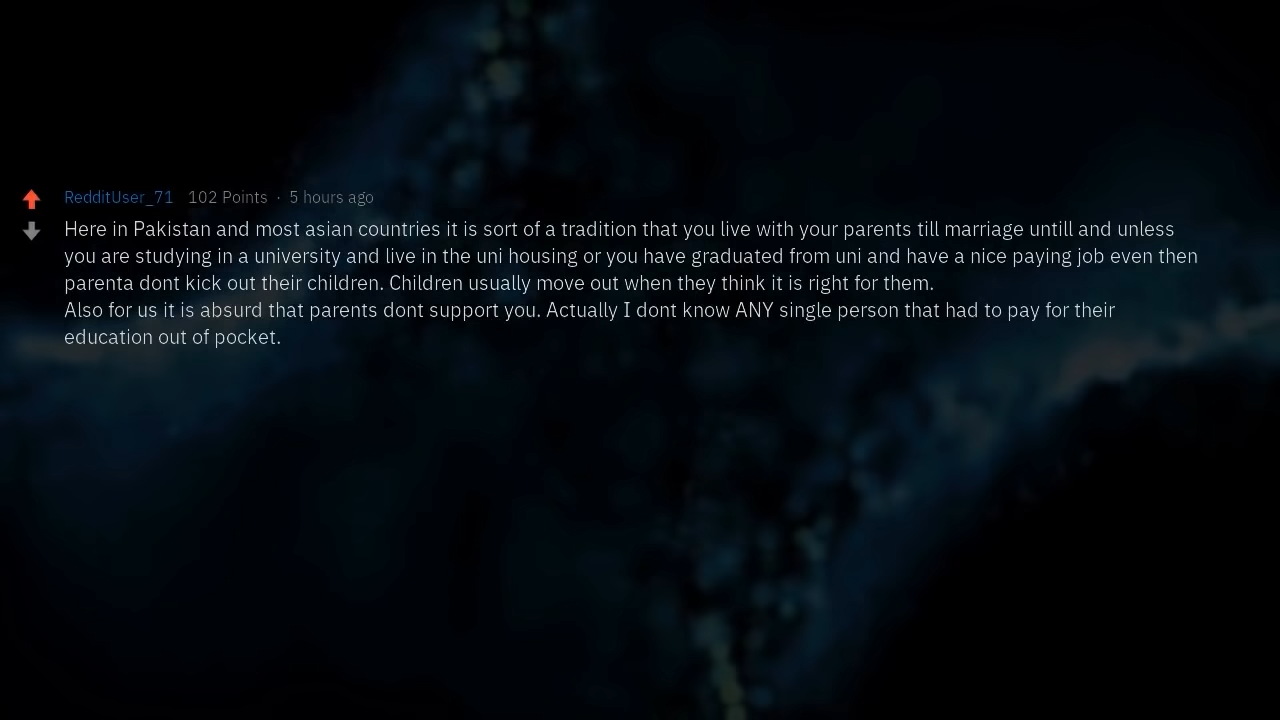 RedditUser_71 102 Points · 5 hours ago
Here in Pakistan and most asian countries it is sort of a tradition that you live with your parents till marriage untill and unless
you are studying in a university and live in the uni housing or you have graduated from uni and have a nice paying job even then
parenta dont kick out their children. Children usually move out when they think it is right for them.
Also for us it is absurd that parents dont support you. Actually I dont know ANY single person that had to pay for their
education out of pocket.